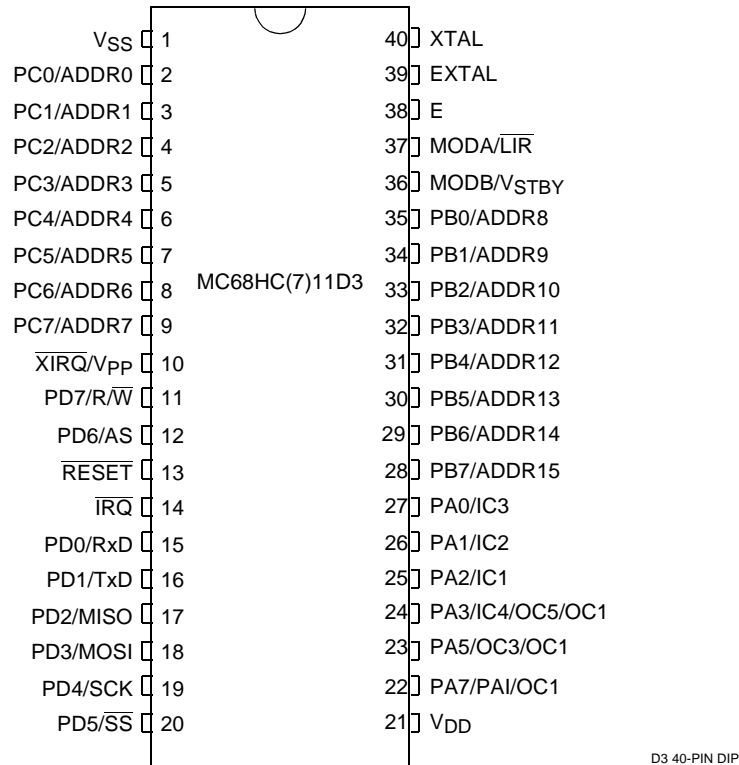 VSS 1 40 XTAL
PC0/ADDR0 2 39 EXTAL
PC1/ADDR1 3 38 E
PC2/ADDR2 4 37 MODA/L̅I̅R̅
PC3/ADDR3 5 36 MODB/VSTBY
PC4/ADDR4 6 35 PB0/ADDR8
PC5/ADDR5 7 34 PB1/ADDR9
MC68HC(7)11D3
PC6/ADDR6 8 33 PB2/ADDR10
PC7/ADDR7 9 32 PB3/ADDR11
X̅I̅R̅Q̅/VPP 10 31 PB4/ADDR12
PD7/R/W̅ 11 30 PB5/ADDR13
PD6/AS 12 29 PB6/ADDR14
R̅E̅S̅E̅T̅ 13 28 PB7/ADDR15
I̅R̅Q̅ 14 27 PA0/IC3
PD0/RxD 15 26 PA1/IC2
PD1/TxD 16 25 PA2/IC1
PD2/MISO 17 24 PA3/IC4/OC5/OC1
PD3/MOSI 18 23 PA5/OC3/OC1
PD4/SCK 19 22 PA7/PAI/OC1
PD5/S̅S̅ 20 21 VDD
D3 40-PIN DIP